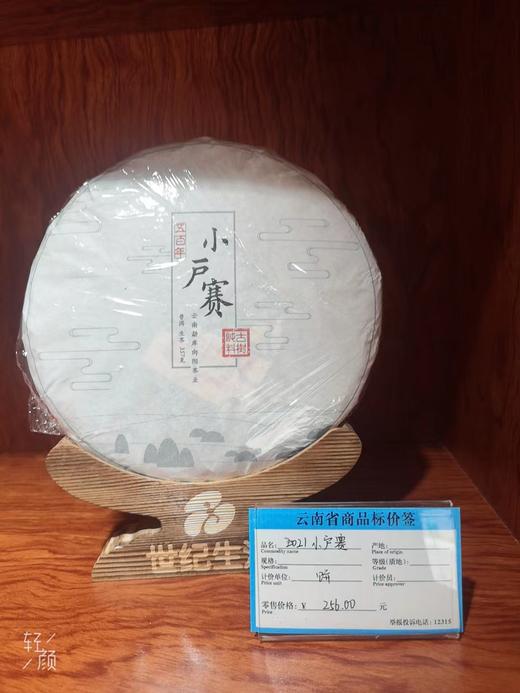 五百年
小户赛
云南勐库向阳茶业
普洱 生茶 357克
古树
纯料
世纪生活
云南省商品标价签
品名: 2021 小户赛 产地:
Commodity name Place of origin
规格: 等级(质地):
Specification Grade
计价单位: 饼 计价员:
Price unit Price approver
零售价格: ¥ 256.00 元
Price
举报投诉电话: 12315
轻
颜